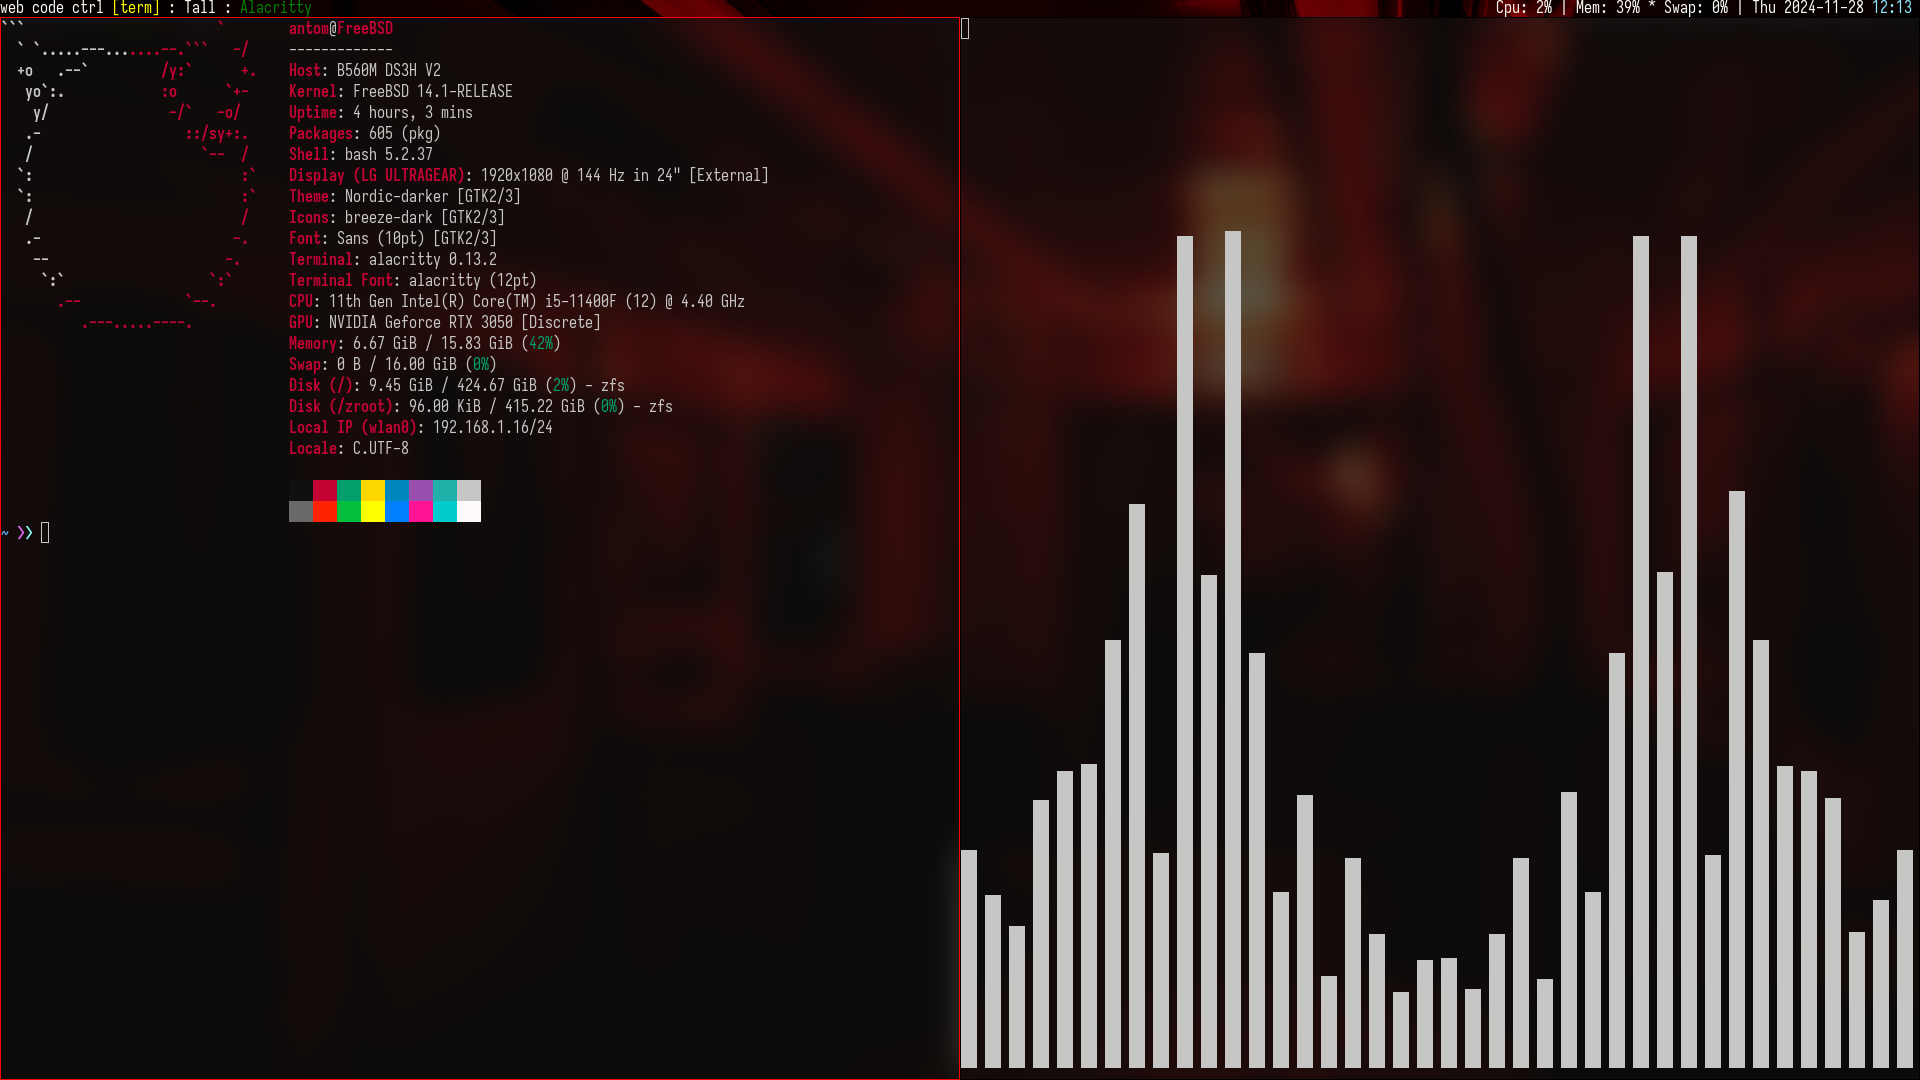 web code ctrl [term] : Tall : Alacritty
Cpu: 2% | Mem: 39% * Swap: 0% | Thu 2024-11-28 12:13
antom@FreeBSD
-------------
Host: B560M DS3H V2
Kernel: FreeBSD 14.1-RELEASE
Uptime: 4 hours, 3 mins
Packages: 605 (pkg)
Shell: bash 5.2.37
Display (LG ULTRAGEAR): 1920x1080 @ 144 Hz in 24" [External]
Theme: Nordic-darker [GTK2/3]
Icons: breeze-dark [GTK2/3]
Font: Sans (10pt) [GTK2/3]
Terminal: alacritty 0.13.2
Terminal Font: alacritty (12pt)
CPU: 11th Gen Intel(R) Core(TM) i5-11400F (12) @ 4.40 GHz
GPU: NVIDIA Geforce RTX 3050 [Discrete]
Memory: 6.67 GiB / 15.83 GiB (42%)
Swap: 0 B / 16.00 GiB (0%)
Disk (/): 9.45 GiB / 424.67 GiB (2%) - zfs
Disk (/zroot): 96.00 KiB / 415.22 GiB (0%) - zfs
Local IP (wlan0): 192.168.1.16/24
Locale: C.UTF-8
~ ❯❯